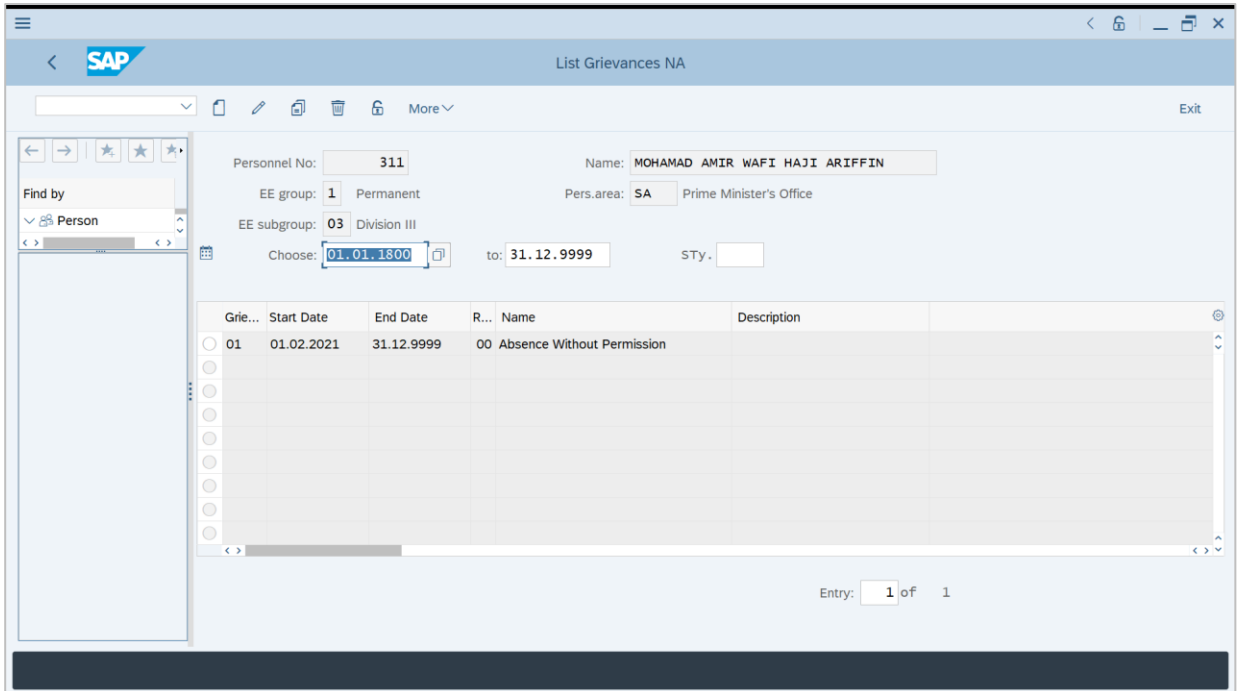 SAP
List Grievances NA
More
Exit
Personnel No: 311 Name: MOHAMAD AMIR WAFI HAJI ARIFFIN
Find by
EE group: 1 Permanent Pers.area: SA Prime Minister's Office
Person
EE subgroup: 03 Division III
Choose: 01.01.1800 to: 31.12.9999 STy.
Grie... Start Date End Date R... Name Description
01 01.02.2021 31.12.9999 00 Absence Without Permission
Entry: 1 of 1